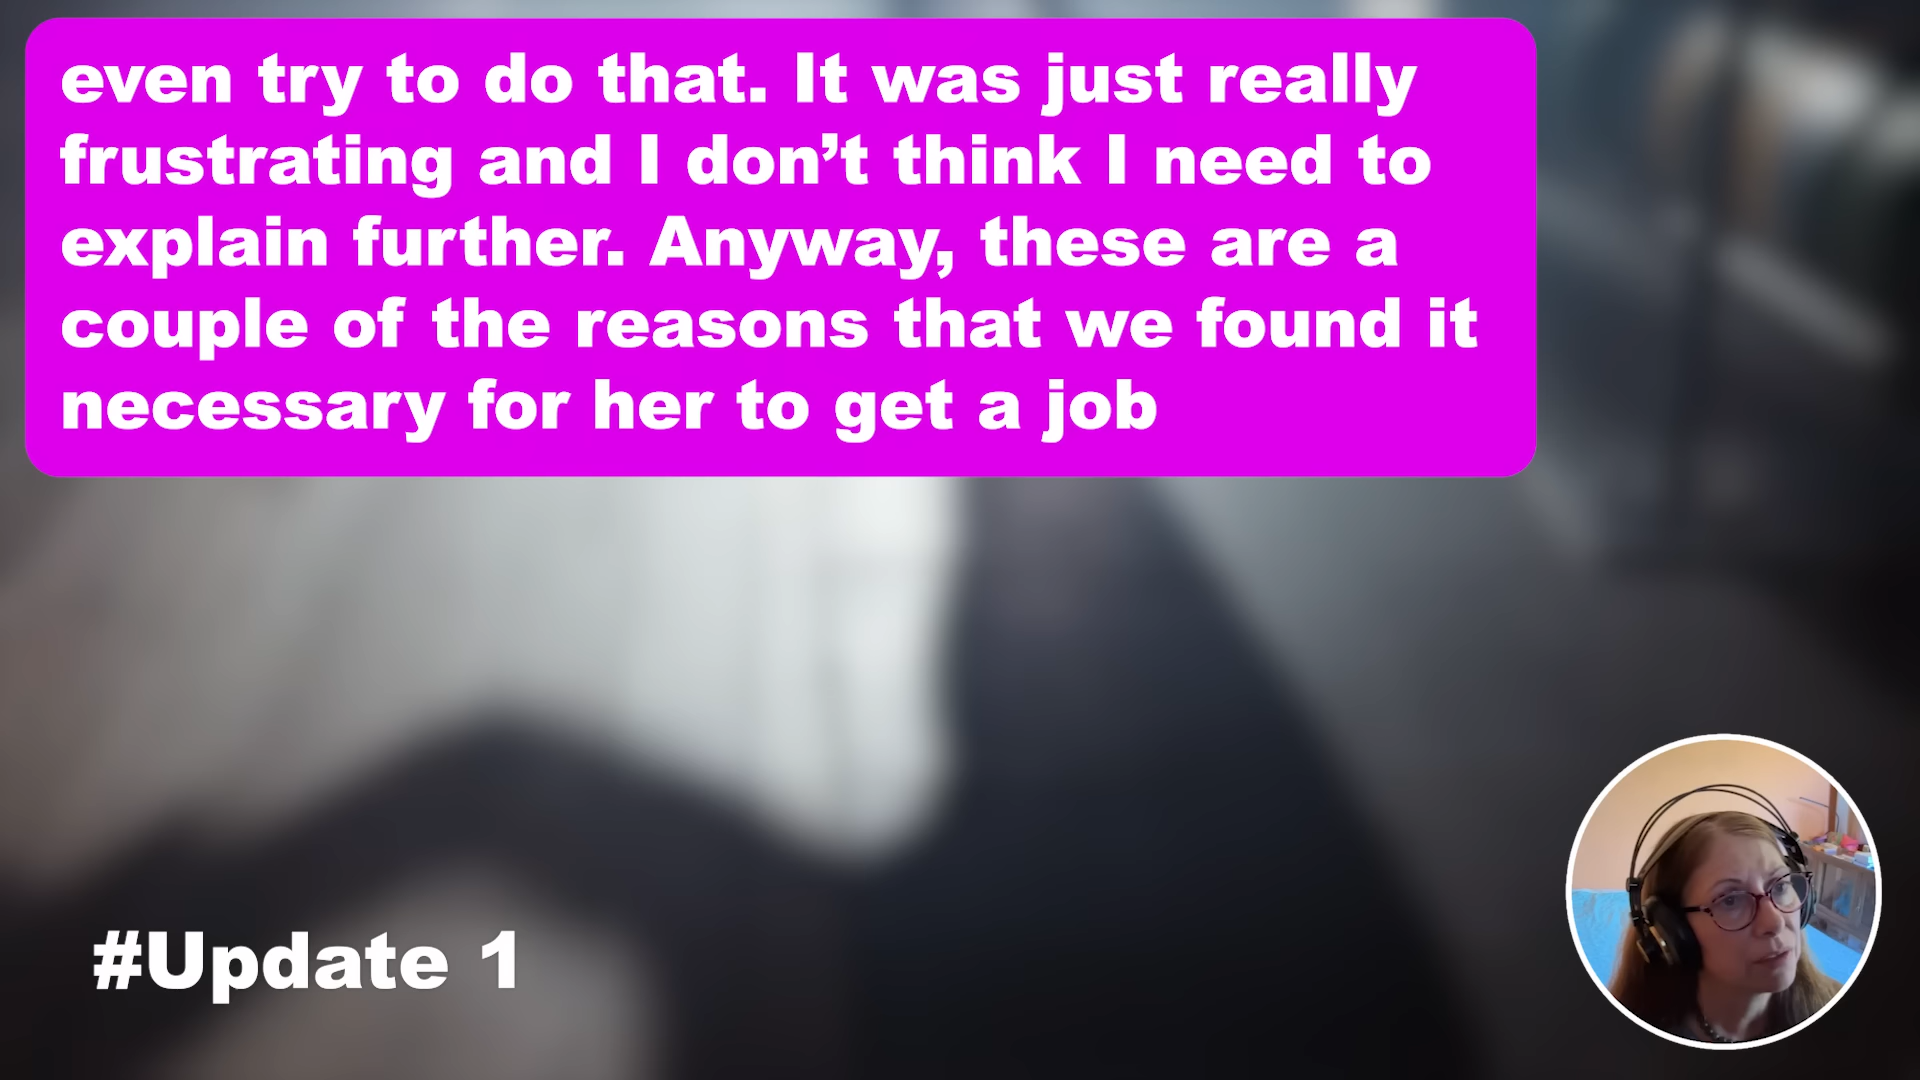 even try to do that. It was just really
frustrating and I don’t think I need to
explain further. Anyway, these are a
couple of the reasons that we found it
necessary for her to get a job
#Update 1